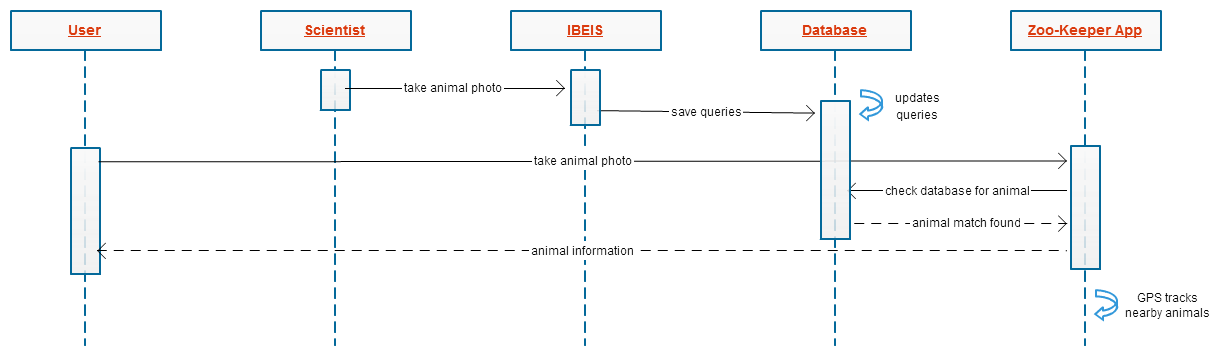 User
Scientist
IBEIS
Database
Zoo-Keeper App
take animal photo
updates
queries
save queries
take animal photo
check database for animal
animal match found
animal information
GPS tracks
nearby animals